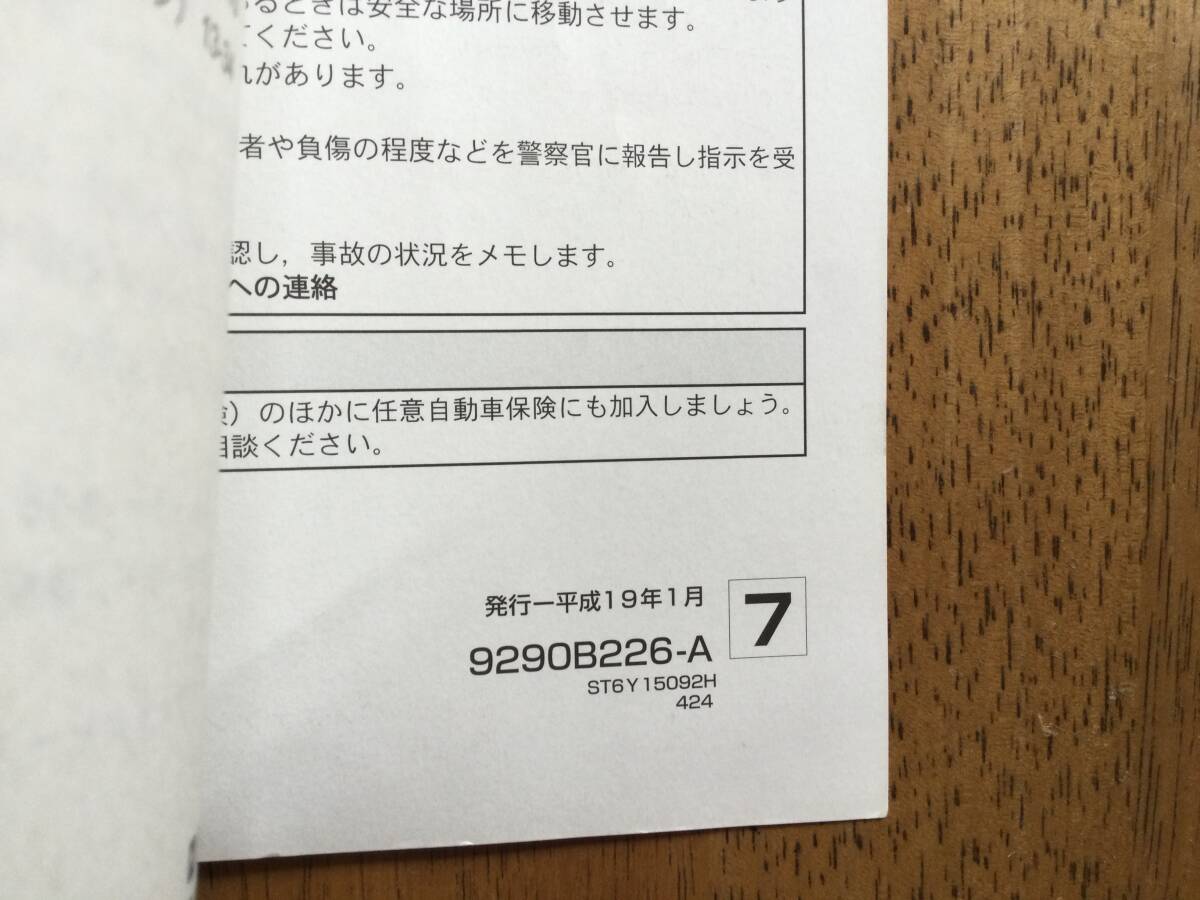 るときは安全な場所に移動させます。
ください。
があります。
者や負傷の程度などを警察官に報告し指示を受
認し，事故の状況をメモします。
への連絡
険）のほかに任意自動車保険にも加入しましょう。
相談ください。
発行ー平成19年1月
7
9290B226-A
ST6Y15092H
424